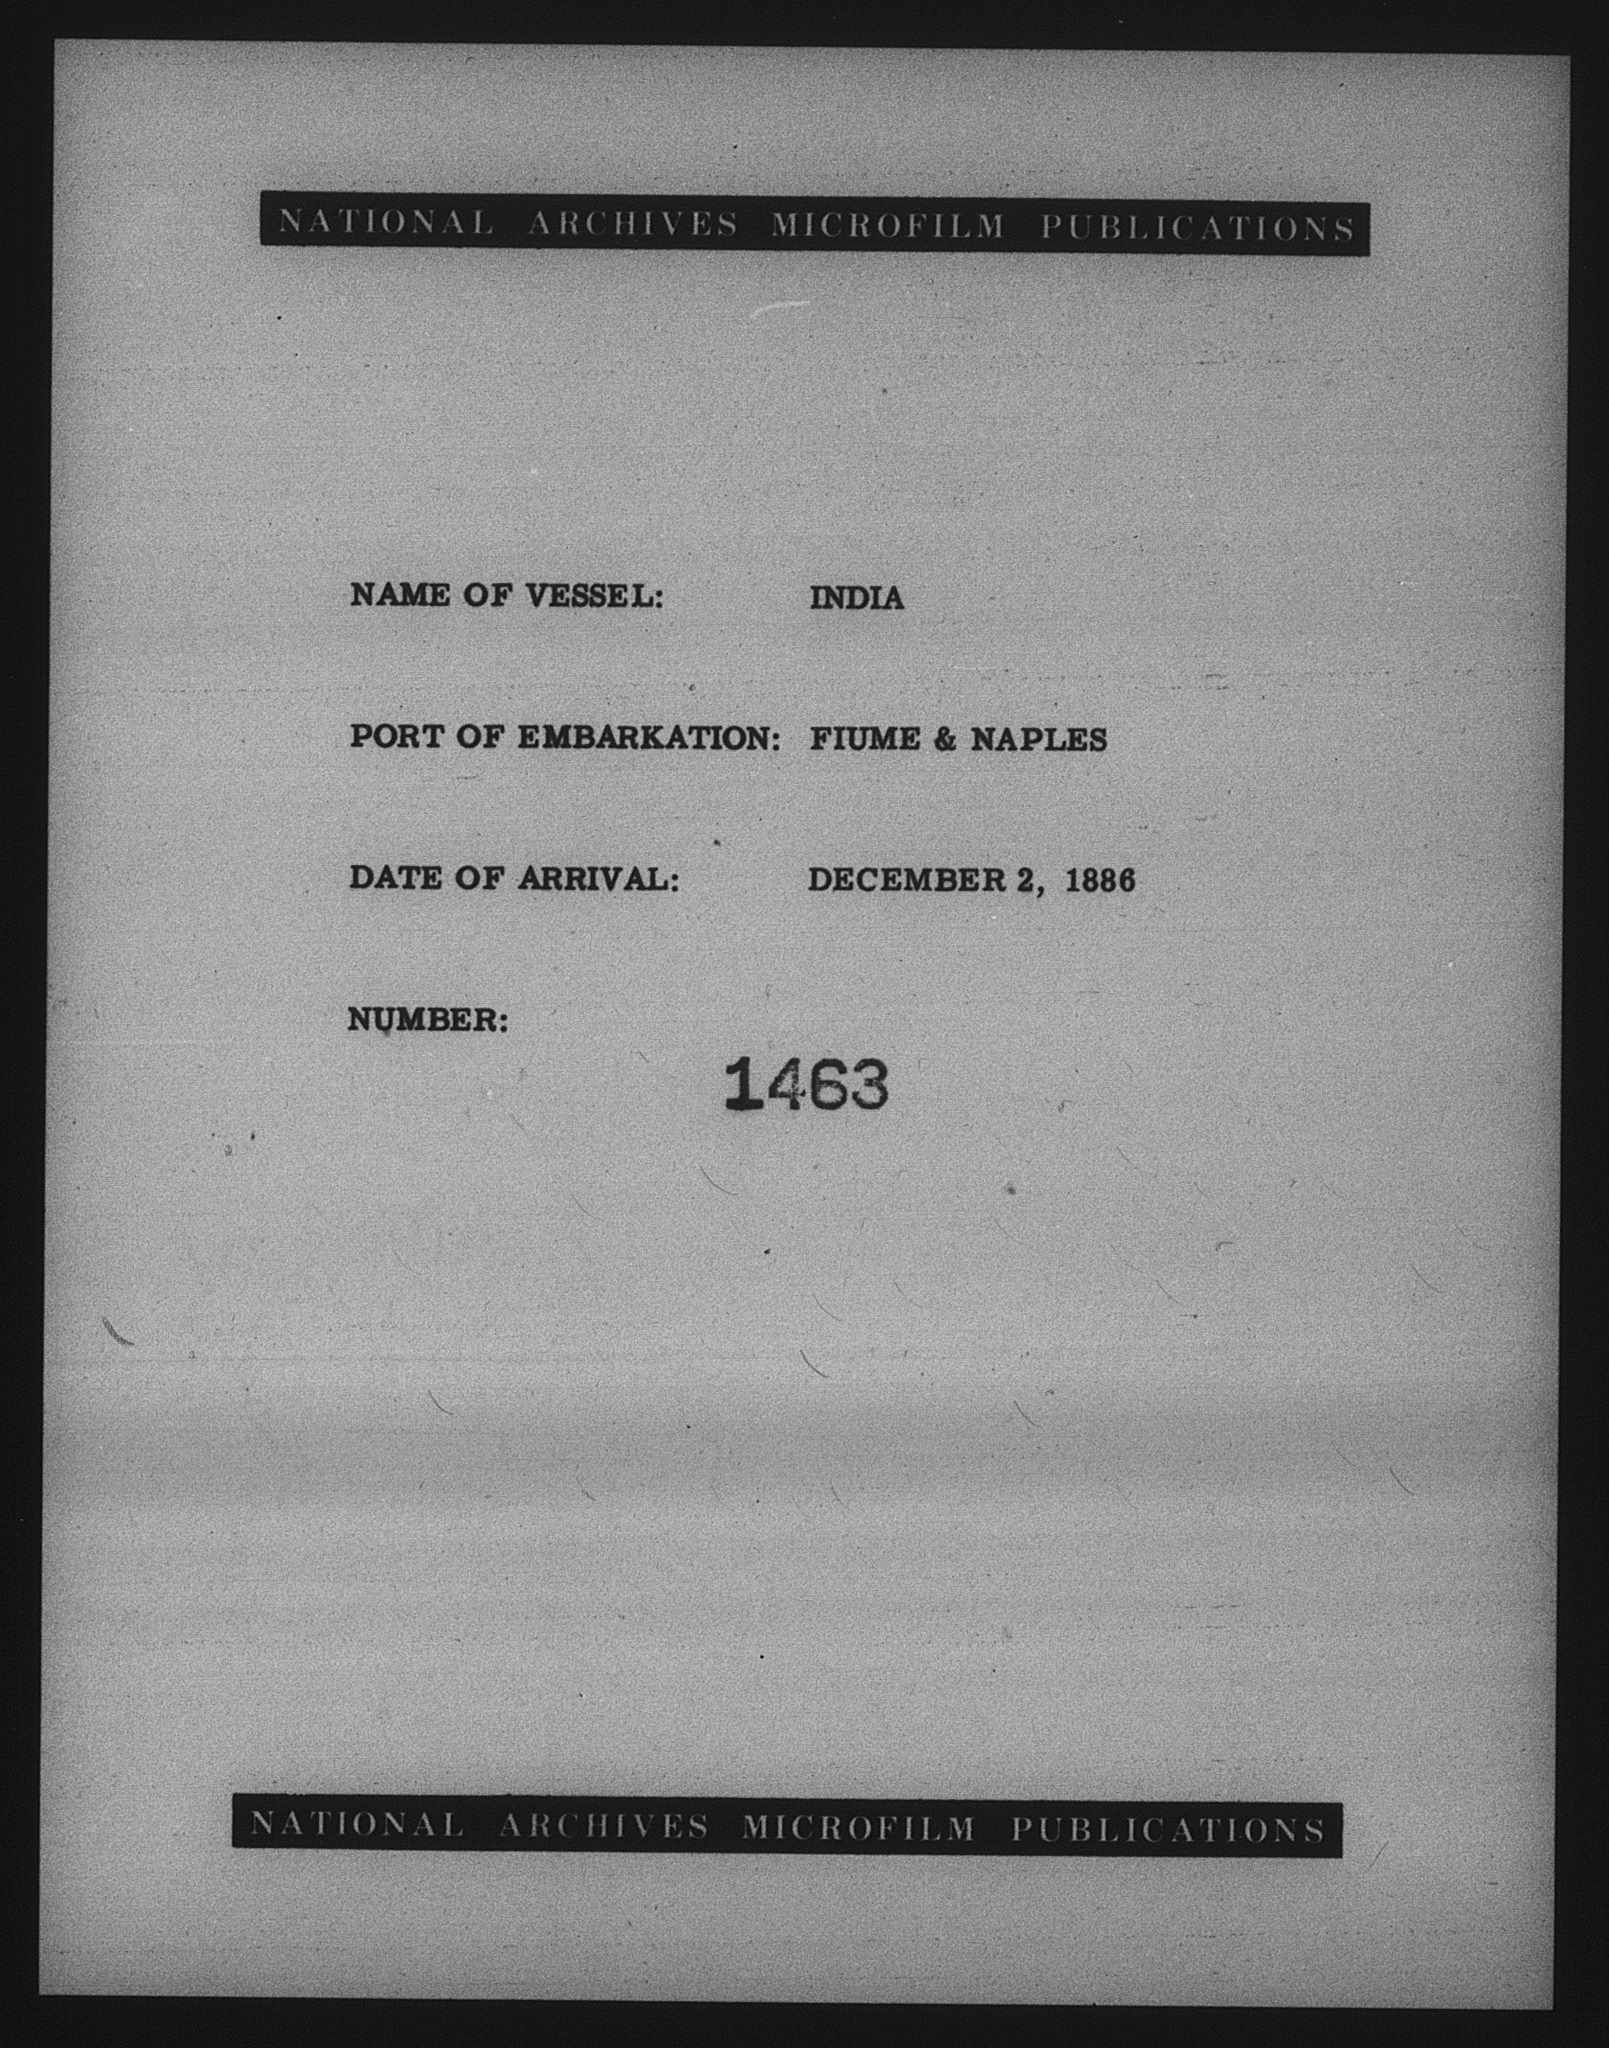 NATIONAL ARCHIVES MICROFILM PUBLICATIONS
NAME OF VESSEL: INDIA
PORT OF EMBARKATION: FIUME & NAPLES
DATE OF ARRIVAL: DECEMBER 2, 1886
NUMBER:
1463
NATIONAL ARCHIVES MICROFILM PUBLICATIONS